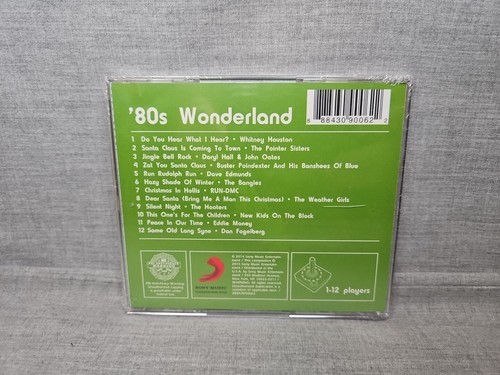 '80s Wonderland
8 88430 90062 2
1 Do You Hear What I Hear? • Whitney Houston
2 Santa Claus Is Coming To Town • The Pointer Sisters
3 Jingle Bell Rock • Daryl Hall & John Oates
4 Zat You Santa Claus • Buster Poindexter And His Banshees Of Blue
5 Run Rudolph Run • Dave Edmunds
6 Hazy Shade Of Winter • The Bangles
7 Christmas In Hollis • RUN-DMC
8 Dear Santa (Bring Me A Man This Christmas) • The Weather Girls
9 Silent Night • The Hooters
10 This One's For The Children • New Kids On The Block
11 Peace In Our Time • Eddie Money
12 Same Old Lang Syne • Dan Fogelberg
SONY MUSIC
1-12 players